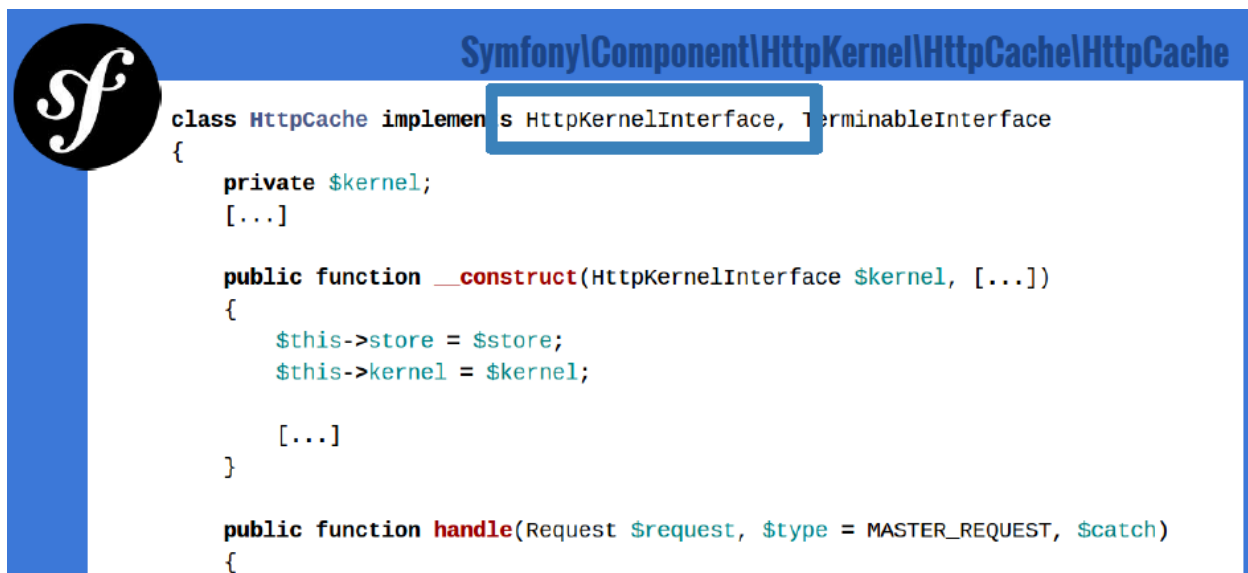 Symfony\Component\HttpKernel\HttpCache\HttpCache
sf
class HttpCache implements HttpKernelInterface, TerminableInterface
{
    private $kernel;
    [...]
    public function __construct(HttpKernelInterface $kernel, [...])
    {
        $this->store = $store;
        $this->kernel = $kernel;
        [...]
    }
    public function handle(Request $request, $type = MASTER_REQUEST, $catch)
    {